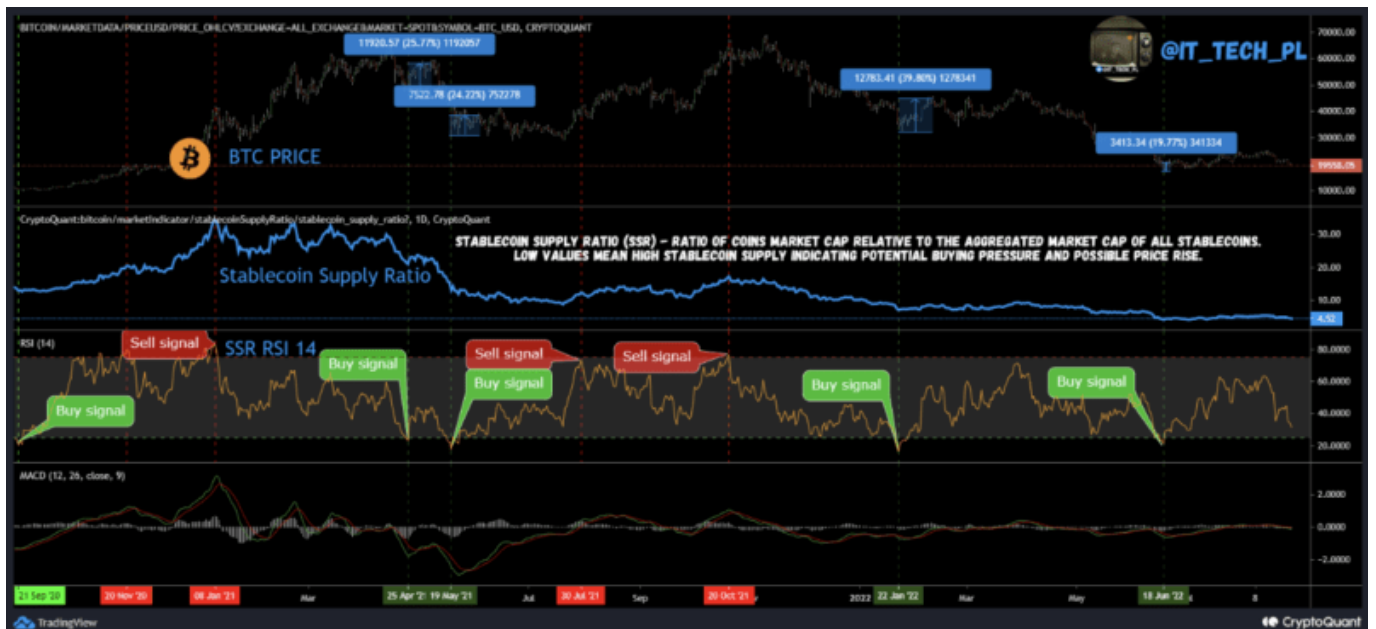 BITCOIN/MARKETDATA/PRICEUSD/PRICE_OHLCV?EXCHANGE=ALL_EXCHANGE&MARKET=SPOT&SYMBOL=BTC_USD, CRYPTOQUANT
11920.57 (25.77%) 1192057
@IT_TECH_PL
70000.00
60000.00
50000.00
40000.00
30000.00
10000.00
7522.78 (24.22%) 752278
12783.41 (39.80%) 1278341
3413.34 (19.77%) 341334
BTC PRICE
CryptoQuant:bitcoin/marketIndicator/stablecoinSupplyRatio/stablecoin_supply_ratio?, 1D, CryptoQuant
STABLECOIN SUPPLY RATIO (SSR) - RATIO OF COINS MARKET CAP RELATIVE TO THE AGGREGATED MARKET CAP OF ALL STABLECOINS.
LOW VALUES MEAN HIGH STABLECOIN SUPPLY INDICATING POTENTIAL BUYING PRESSURE AND POSSIBLE PRICE RISE.
Stablecoin Supply Ratio
30.00
20.00
10.00
4.52
RSI (14)
Sell signal
SSR RSI 14
Buy signal
Sell signal
Sell signal
Buy signal
Buy signal
Buy signal
Buy signal
80.0000
60.0000
40.0000
20.0000
MACD (12, 26, close, 9)
2.0000
0.0000
-2.0000
21 Sep '20 20 Nov '20 08 Jan '21 Mar 25 Apr '21 19 May '21 Jul 30 Jul '21 Sep 20 Oct '21 2022 22 Jan '22 Mar May 18 Jun '22 8
TradingView
CryptoQuant